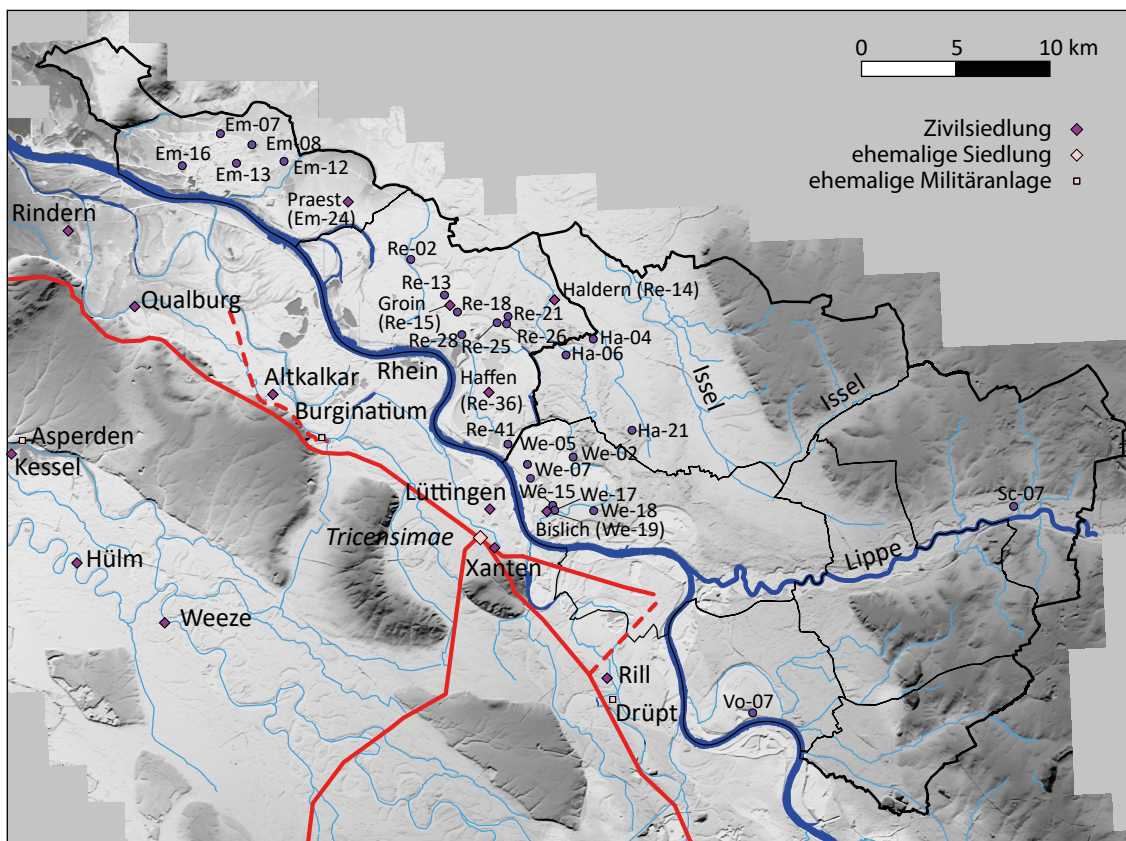 0 5 10 km
Zivilsiedlung
ehemalige Siedlung
ehemalige Militäranlage
Em-07
Em-08
Em-16
Em-13
Em-12
Praest
(Em-24)
Rindern
Re-02
Qualburg
Re-13
Groin
(Re-15)
Re-18
Haldern (Re-14)
Re-21
Re-26
Re-28
Re-25
Ha-04
Ha-06
Rhein
Issel
Issel
Altkalkar
Haffen
(Re-36)
Burginatium
Asperden
Kessel
Re-41
We-05
We-02
Ha-21
We-07
Lüttingen
We-15
We-17
We-18
Bislich (We-19)
Sc-07
Tricensimae
Xanten
Lippe
Hülm
Weeze
Rill
Drüpt
Vo-07